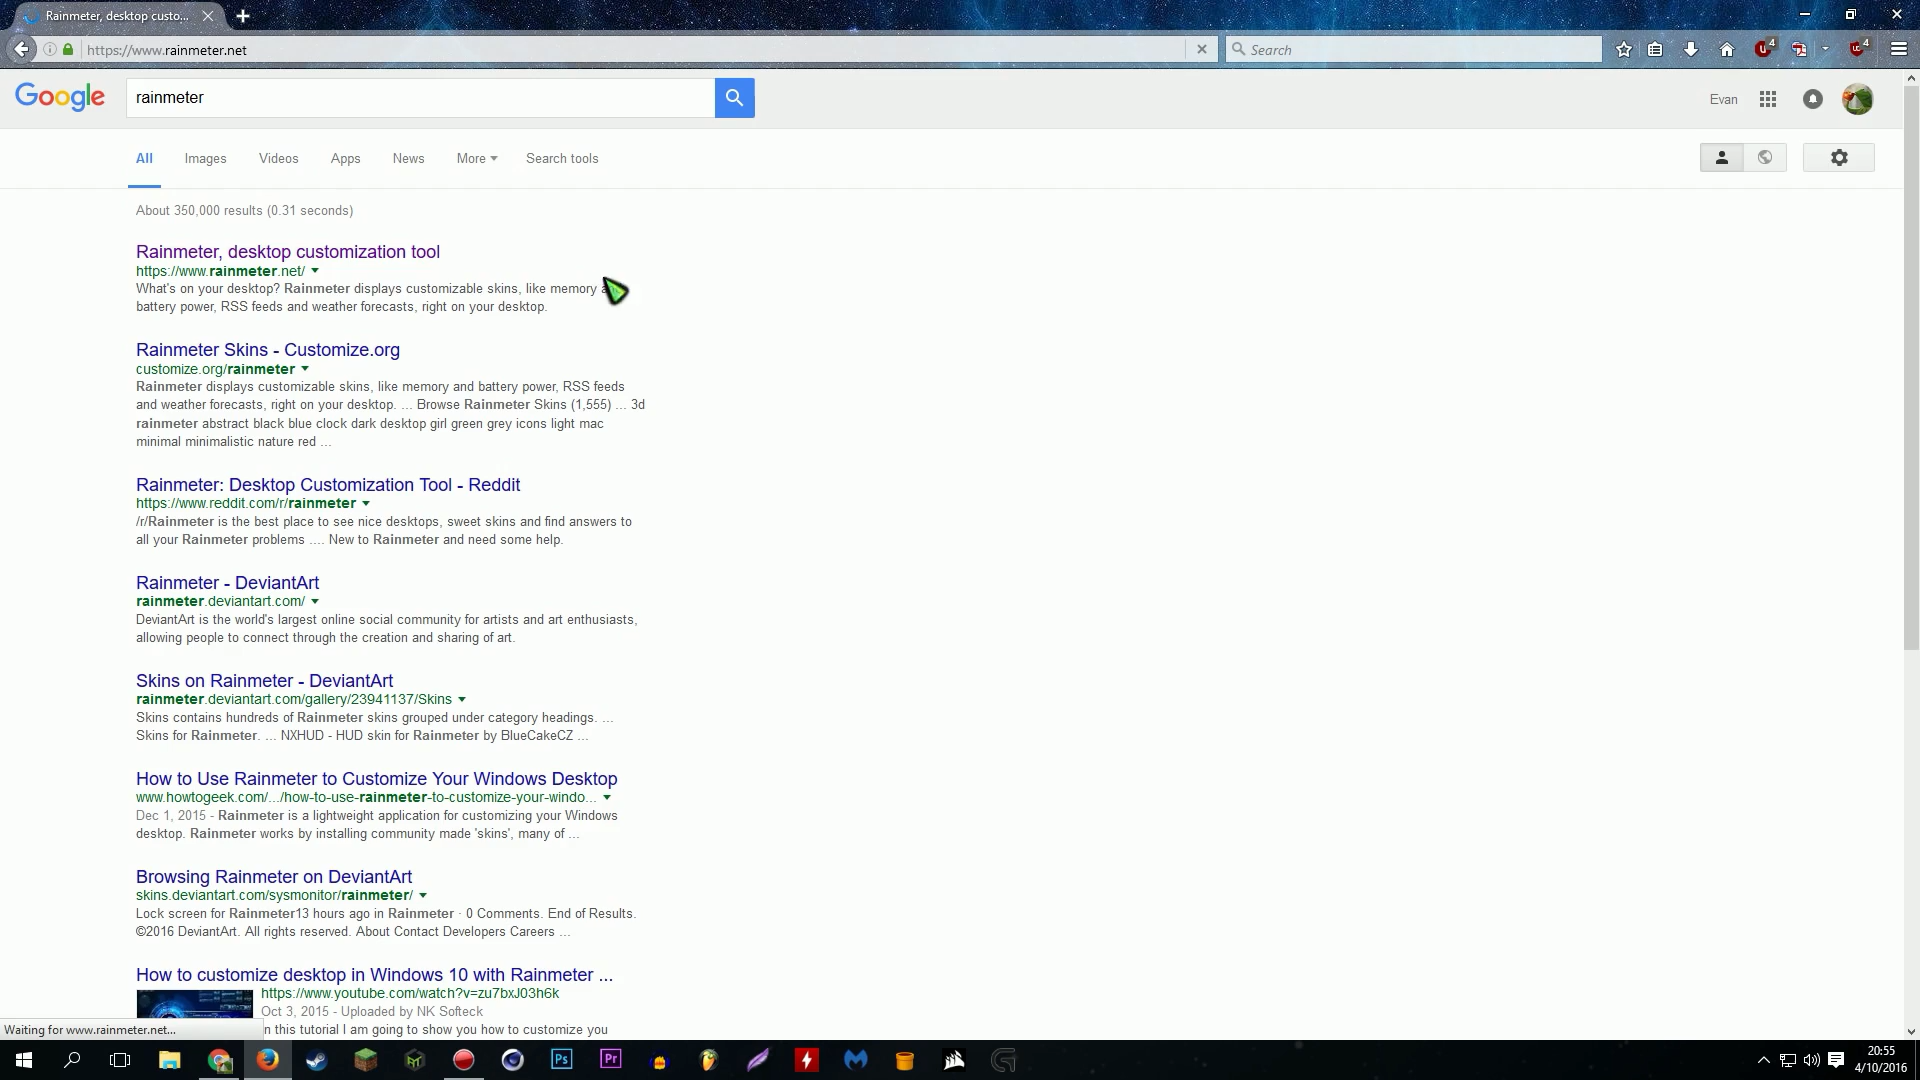 Rainmeter, desktop custo...
https://www.rainmeter.net
Search
4
4
Google
rainmeter
Evan
All
Images
Videos
Apps
News
More
Search tools
About 350,000 results (0.31 seconds)
Rainmeter, desktop customization tool
https://www.rainmeter.net/
What's on your desktop? Rainmeter displays customizable skins, like memory
battery power, RSS feeds and weather forecasts, right on your desktop.
Rainmeter Skins - Customize.org
customize.org/rainmeter
Rainmeter displays customizable skins, like memory and battery power, RSS feeds
and weather forecasts, right on your desktop. ... Browse Rainmeter Skins (1,555) ... 3d
rainmeter abstract black blue clock dark desktop girl green grey icons light mac
minimal minimalistic nature red ...
Rainmeter: Desktop Customization Tool - Reddit
https://www.reddit.com/r/rainmeter
/r/Rainmeter is the best place to see nice desktops, sweet skins and find answers to
all your Rainmeter problems .... New to Rainmeter and need some help.
Rainmeter - DeviantArt
rainmeter.deviantart.com/
DeviantArt is the world's largest online social community for artists and art enthusiasts,
allowing people to connect through the creation and sharing of art.
Skins on Rainmeter - DeviantArt
rainmeter.deviantart.com/gallery/23941137/Skins
Skins contains hundreds of Rainmeter skins grouped under category headings. ...
Skins for Rainmeter. ... NXHUD - HUD skin for Rainmeter by BlueCakeCZ ...
How to Use Rainmeter to Customize Your Windows Desktop
www.howtogeek.com/.../how-to-use-rainmeter-to-customize-your-windo...
Dec 1, 2015 - Rainmeter is a lightweight application for customizing your Windows
desktop. Rainmeter works by installing community made 'skins', many of ...
Browsing Rainmeter on DeviantArt
skins.deviantart.com/sysmonitor/rainmeter/
Lock screen for Rainmeter13 hours ago in Rainmeter · 0 Comments. End of Results.
©2016 DeviantArt. All rights reserved. About Contact Developers Careers ...
How to customize desktop in Windows 10 with Rainmeter ...
https://www.youtube.com/watch?v=zu7bxJ03h6k
Oct 3, 2015 - Uploaded by NK Softeck
n this tutorial I am going to show you how to customize you
Waiting for www.rainmeter.net...
Ps
Pr
20:55
4/10/2016